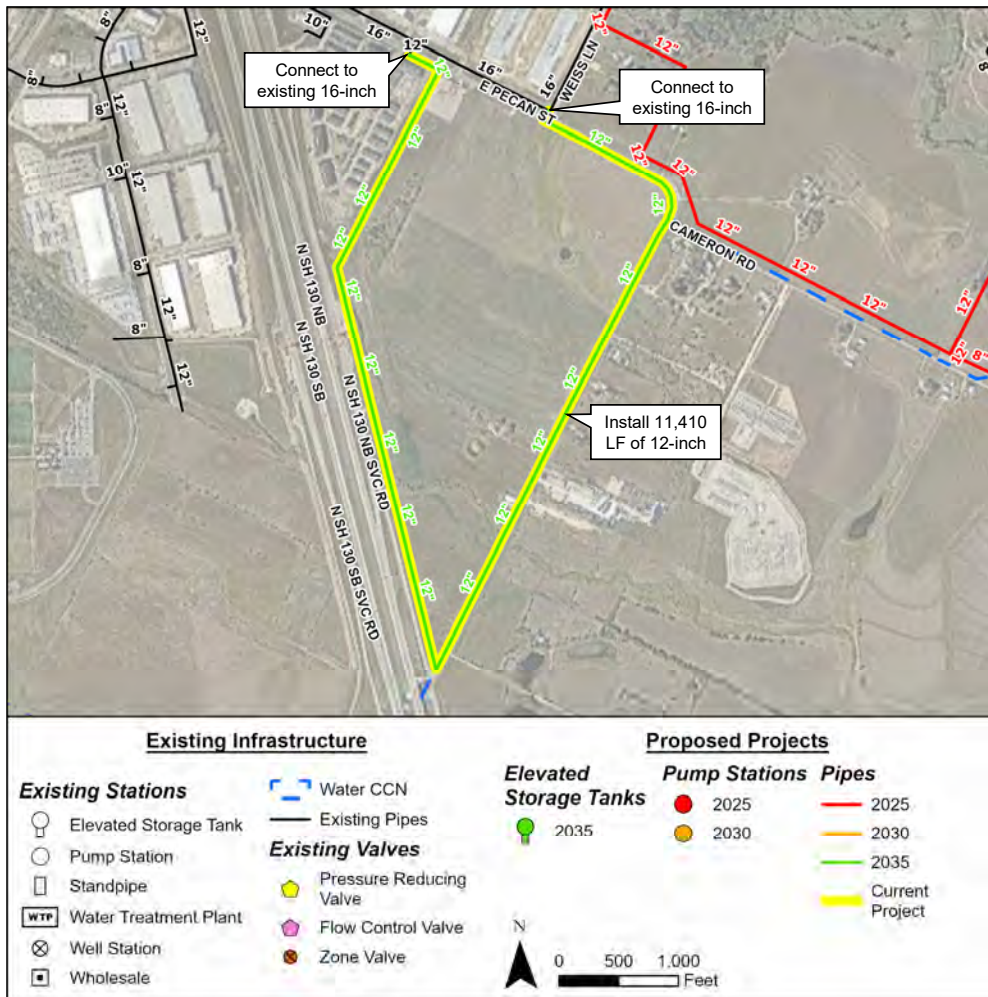 8"
12"
10"
16"
12"
12"
12"
8"
Connect to
existing 16-inch
8"
12"
16"
E PECAN ST
16"
WEISS LN
Connect to
existing 16-inch
12"
12"
12"
12"
12"
8"
10"
12"
12"
12"
CAMERON RD
12"
12"
12"
12"
12"
8"
8"
12"
8"
12"
12"
12"
12"
N SH 130 NB
N SH 130 SB
N SH 130 NB SVC RD
N SH 130 SB SVC RD
12"
12"
12"
12"
12"
12"
12"
Install 11,410
LF of 12-inch
Existing Infrastructure
Existing Stations
Elevated Storage Tank
Pump Station
Standpipe
WTP Water Treatment Plant
Well Station
Wholesale
Water CCN
Existing Pipes
Existing Valves
Pressure Reducing
Valve
Flow Control Valve
Zone Valve
Proposed Projects
Elevated
Storage Tanks
2035
Pump Stations
2025
2030
Pipes
2025
2030
2035
Current
Project
N
0 500 1,000
Feet